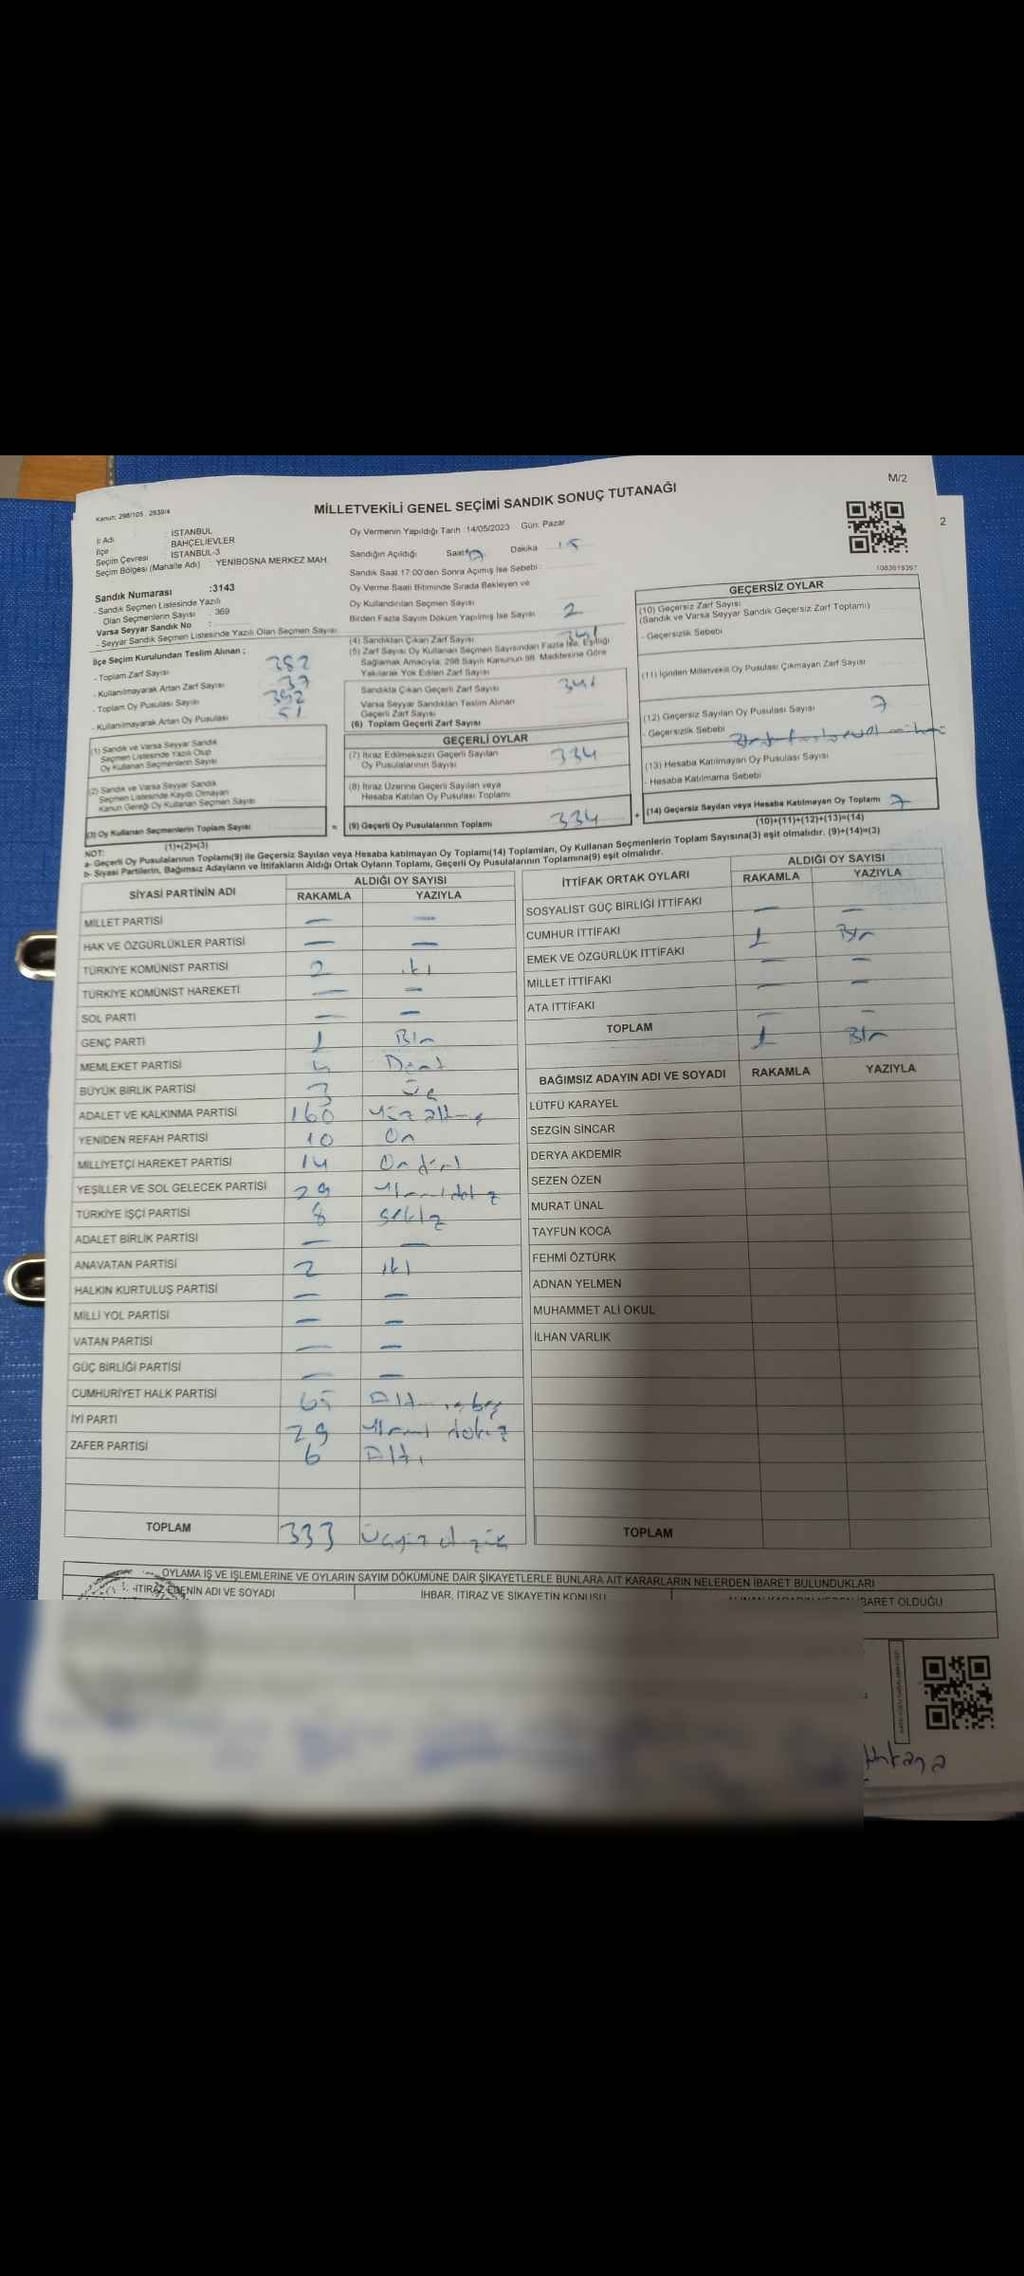 M/2
Kanun: 298/105 , 2839/4
MİLLETVEKİLİ GENEL SEÇİMİ SANDIK SONUÇ TUTANAĞI
2
İl Adı : İSTANBUL
İlçe : BAHÇELİEVLER
Seçim Çevresi : İSTANBUL-3
Seçim Bölgesi (Mahalle Adı) : YENİBOSNA MERKEZ MAH.
Oy Vermenin Yapıldığı Tarih :14/05/2023 Gün: Pazar
Sandığın Açıldığı Saat Dakika 15
Sandık Saat 17:00'den Sonra Açılmış İse Sebebi
Oy Verme Saati Bitiminde Sırada Bekleyen ve
Oy Kullandırılan Seçmen Sayısı
Birden Fazla Sayım Döküm Yapılmış İse Sayısı 2
1083619367
Sandık Numarası :3143
- Sandık Seçmen Listesinde Yazılı
Olan Seçmenlerin Sayısı : 369
Varsa Seyyar Sandık No :
- Seyyar Sandık Seçmen Listesinde Yazılı Olan Seçmen Sayısı
İlçe Seçim Kurulundan Teslim Alınan ;
- Toplam Zarf Sayısı 382
- Kullanılmayarak Artan Zarf Sayısı 37
- Toplam Oy Pusulası Sayısı 392
- Kullanılmayarak Artan Oy Pusulası 51
(1) Sandık ve Varsa Seyyar Sandık
Seçmen Listesinde Yazılı Olup
Oy Kullanan Seçmenlerin Sayısı
(2) Sandık ve Varsa Seyyar Sandık
Seçmen Listesinde Kaydı Olmayan
Kanun Gereği Oy Kullanan Seçmen Sayısı
(3) Oy Kullanan Seçmenlerin Toplam Sayısı
(1)+(2)=(3)
(4) Sandıktan Çıkan Zarf Sayısı 341
(5) Zarf Sayısı Oy Kullanan Seçmen Sayısından Fazla İse, Eşitliği
Sağlamak Amacıyla, 298 Sayılı Kanunun 98. Maddesine Göre
Yakılarak Yok Edilen Zarf Sayısı
Sandıkta Çıkan Geçerli Zarf Sayısı 341
Varsa Seyyar Sandıktan Teslim Alınan
Geçerli Zarf Sayısı
(6) Toplam Geçerli Zarf Sayısı
GEÇERLİ OYLAR
(7) İtiraz Edilmeksizin Geçerli Sayılan
Oy Pusulalarının Sayısı 334
(8) İtiraz Üzerine Geçerli Sayılan veya
Hesaba Katılan Oy Pusulası Toplamı
= (9) Geçerli Oy Pusulalarının Toplamı 334
GEÇERSİZ OYLAR
(10) Geçersiz Zarf Sayısı
(Sandık ve Varsa Seyyar Sandık Geçersiz Zarf Toplamı)
- Geçersizlik Sebebi
(11) İçinden Milletvekili Oy Pusulası Çıkmayan Zarf Sayısı
(12) Geçersiz Sayılan Oy Pusulası Sayısı 7
- Geçersizlik Sebebi
(13) Hesaba Katılmayan Oy Pusulası Sayısı
- Hesaba Katılmama Sebebi
+ (14) Geçersiz Sayılan veya Hesaba Katılmayan Oy Toplamı 7
(10)+(11)+(12)+(13)=(14)
NOT:
a- Geçerli Oy Pusulalarının Toplamı(9) ile Geçersiz Sayılan veya Hesaba katılmayan Oy Toplamı(14) Toplamları, Oy Kullanan Seçmenlerin Toplam Sayısına(3) eşit olmalıdır. (9)+(14)=(3)
b- Siyasi Partilerin, Bağımsız Adayların ve İttifakların Aldığı Ortak Oyların Toplamı, Geçerli Oy Pusulalarının Toplamına(9) eşit olmalıdır.
SİYASİ PARTİNİN ADI ALDIĞI OY SAYISI
RAKAMLA YAZIYLA
MİLLET PARTİSİ — —
HAK VE ÖZGÜRLÜKLER PARTİSİ — —
TÜRKİYE KOMÜNİST PARTİSİ 2 iki
TÜRKİYE KOMÜNİST HAREKETİ — —
SOL PARTİ — —
GENÇ PARTİ 1 Bir
MEMLEKET PARTİSİ 4 Dört
BÜYÜK BİRLİK PARTİSİ 3 Üç
ADALET VE KALKINMA PARTİSİ 160 Yüz altmış
YENİDEN REFAH PARTİSİ 10 On
MİLLİYETÇİ HAREKET PARTİSİ 14 On dört
YEŞİLLER VE SOL GELECEK PARTİSİ 29 Yirmi dokuz
TÜRKİYE İŞÇİ PARTİSİ 8 Sekiz
ADALET BİRLİK PARTİSİ — —
ANAVATAN PARTİSİ 2 iki
HALKIN KURTULUŞ PARTİSİ — —
MİLLİ YOL PARTİSİ — —
VATAN PARTİSİ — —
GÜÇ BİRLİĞİ PARTİSİ — —
CUMHURİYET HALK PARTİSİ 65 Altmış beş
İYİ PARTİ 29 Yirmi dokuz
ZAFER PARTİSİ 6 Altı
TOPLAM 333
İTTİFAK ORTAK OYLARI ALDIĞI OY SAYISI
RAKAMLA YAZIYLA
SOSYALİST GÜÇ BİRLİĞİ İTTİFAKI — —
CUMHUR İTTİFAKI 1 Bir
EMEK VE ÖZGÜRLÜK İTTİFAKI — —
MİLLET İTTİFAKI — —
ATA İTTİFAKI — —
TOPLAM 1 Bir
BAĞIMSIZ ADAYIN ADI VE SOYADI RAKAMLA YAZIYLA
LÜTFÜ KARAYEL
SEZGİN SİNCAR
DERYA AKDEMİR
SEZEN ÖZEN
MURAT ÜNAL
TAYFUN KOCA
FEHMİ ÖZTÜRK
ADNAN YELMEN
MUHAMMET ALİ OKUL
İLHAN VARLIK
TOPLAM
OYLAMA İŞ VE İŞLEMLERİNE VE OYLARIN SAYIM DÖKÜMÜNE DAİR ŞİKAYETLERLE BUNLARA AİT KARARLARIN NELERDEN İBARET BULUNDUKLARI
İTİRAZ EDENİN ADI VE SOYADI İHBAR, İTİRAZ VE ŞİKAYETİN KONUSU